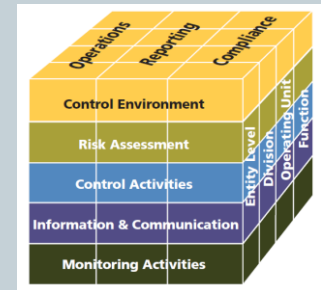 Operations
Reporting
Compliance
Control Environment
Risk Assessment
Control Activities
Information & Communication
Monitoring Activities
Entity Level
Division
Operating Unit
Function